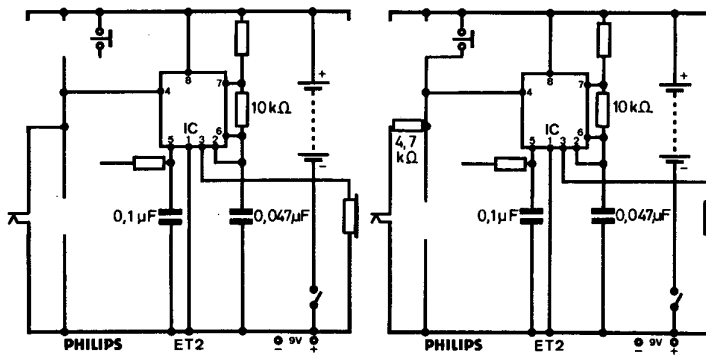 8
7
4
10kΩ
IC
6
5
1
3
2
+
-
0,1µF
0,047µF
PHILIPS
ET2
9V
-
+
8
7
4
10kΩ
IC
6
5
1
3
2
+
-
4,7
kΩ
0,1µF
0,047µF
PHILIPS
ET2
9V
-
+